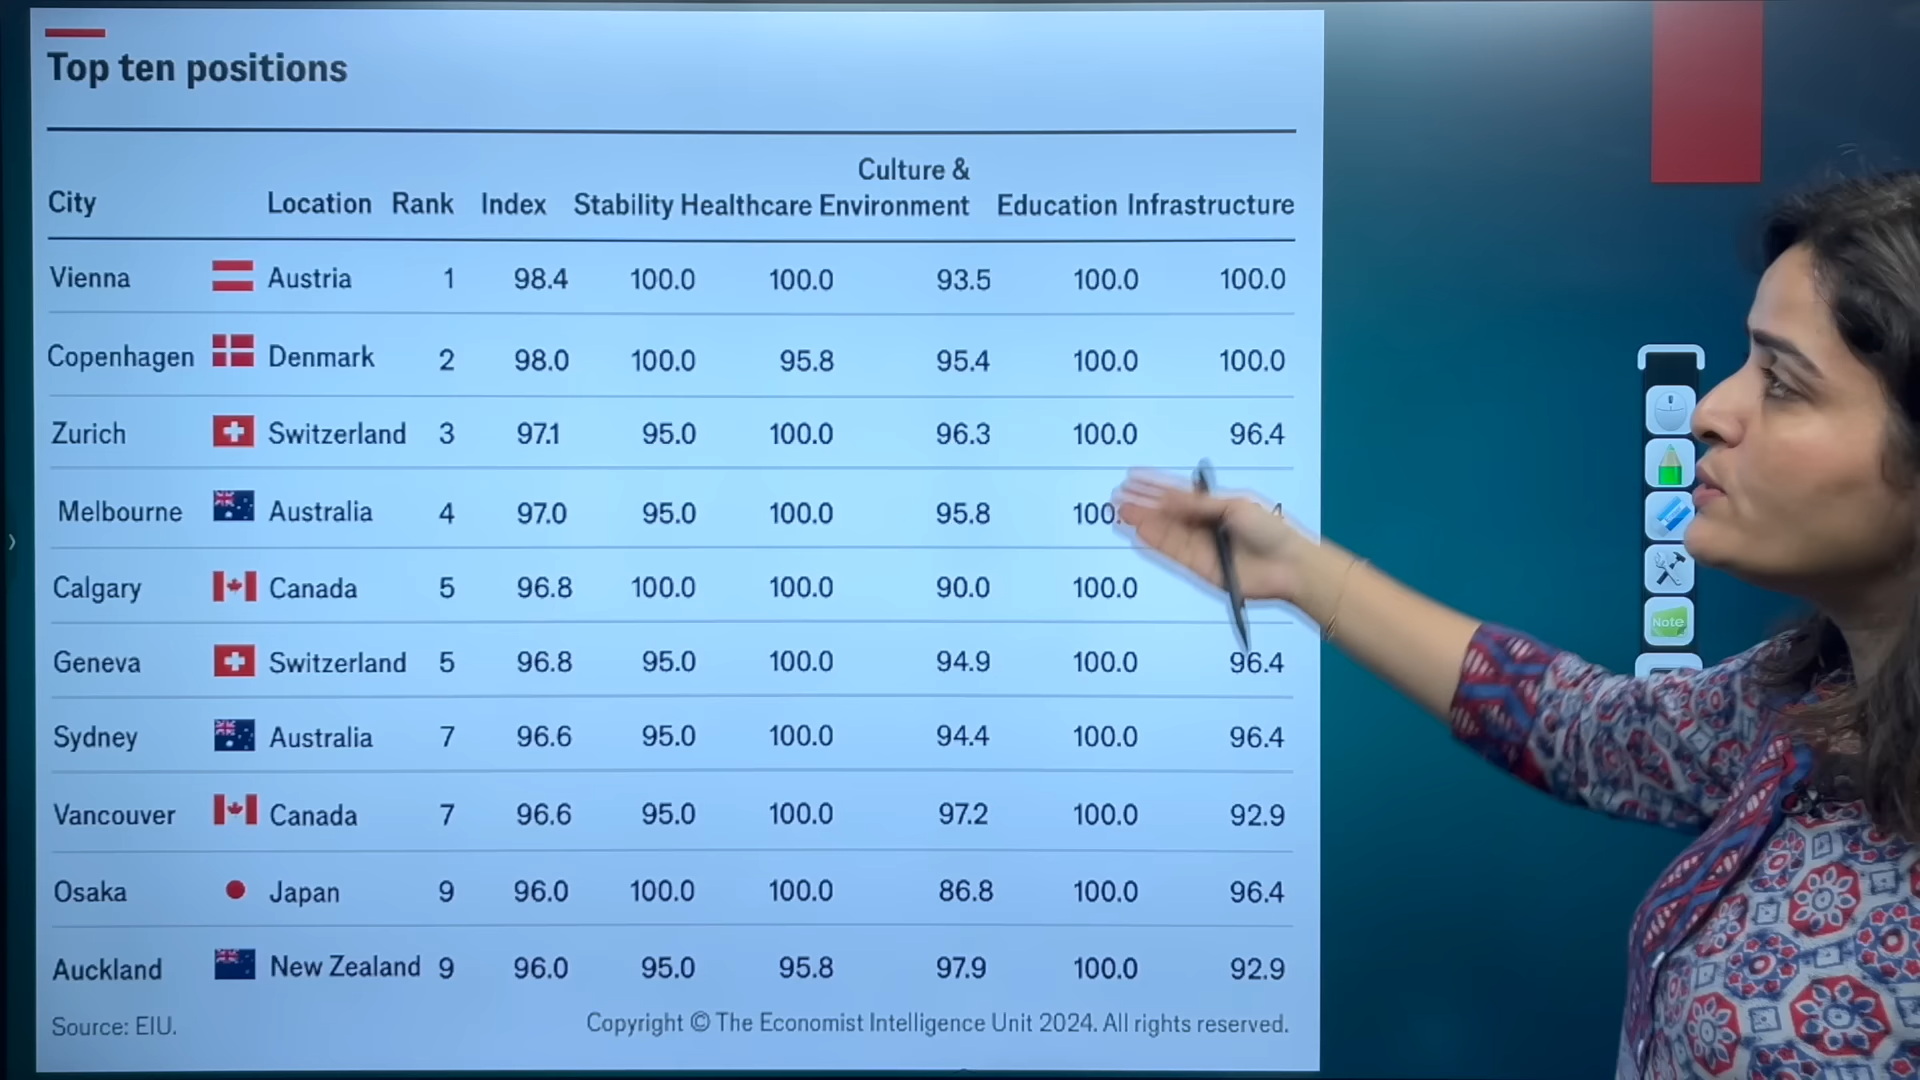 Top ten positions
City Location Rank Index Stability Healthcare Culture & Environment Education Infrastructure
Vienna Austria 1 98.4 100.0 100.0 93.5 100.0 100.0
Copenhagen Denmark 2 98.0 100.0 95.8 95.4 100.0 100.0
Zurich Switzerland 3 97.1 95.0 100.0 96.3 100.0 96.4
Melbourne Australia 4 97.0 95.0 100.0 95.8
Calgary Canada 5 96.8 100.0 100.0 90.0 100.0
Geneva Switzerland 5 96.8 95.0 100.0 94.9 100.0 96.4
Sydney Australia 7 96.6 95.0 100.0 94.4 100.0 96.4
Vancouver Canada 7 96.6 95.0 100.0 97.2 100.0 92.9
Osaka Japan 9 96.0 100.0 100.0 86.8 100.0 96.4
Auckland New Zealand 9 96.0 95.0 95.8 97.9 100.0 92.9
Source: EIU. Copyright © The Economist Intelligence Unit 2024. All rights reserved.
Note